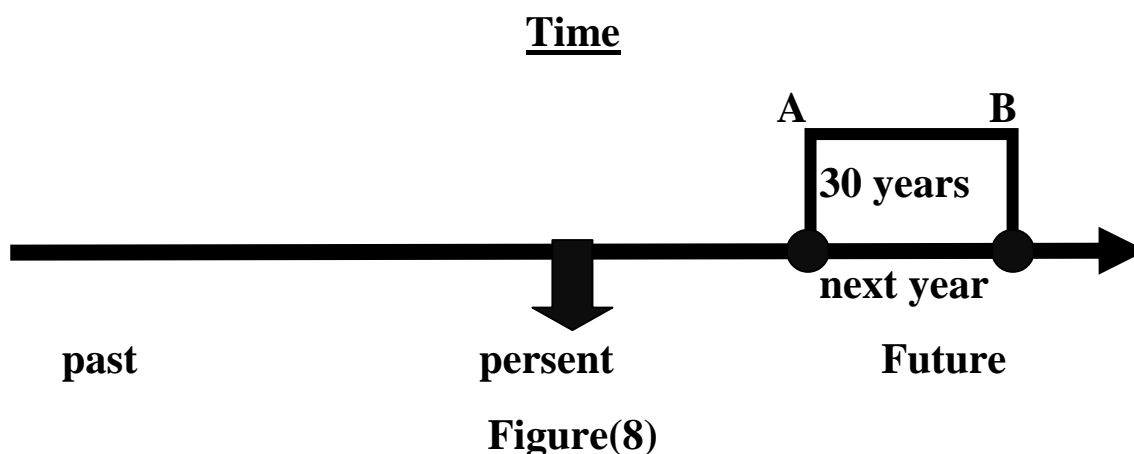 Time
A B
30 years
next year
past persent Future
Figure(8)